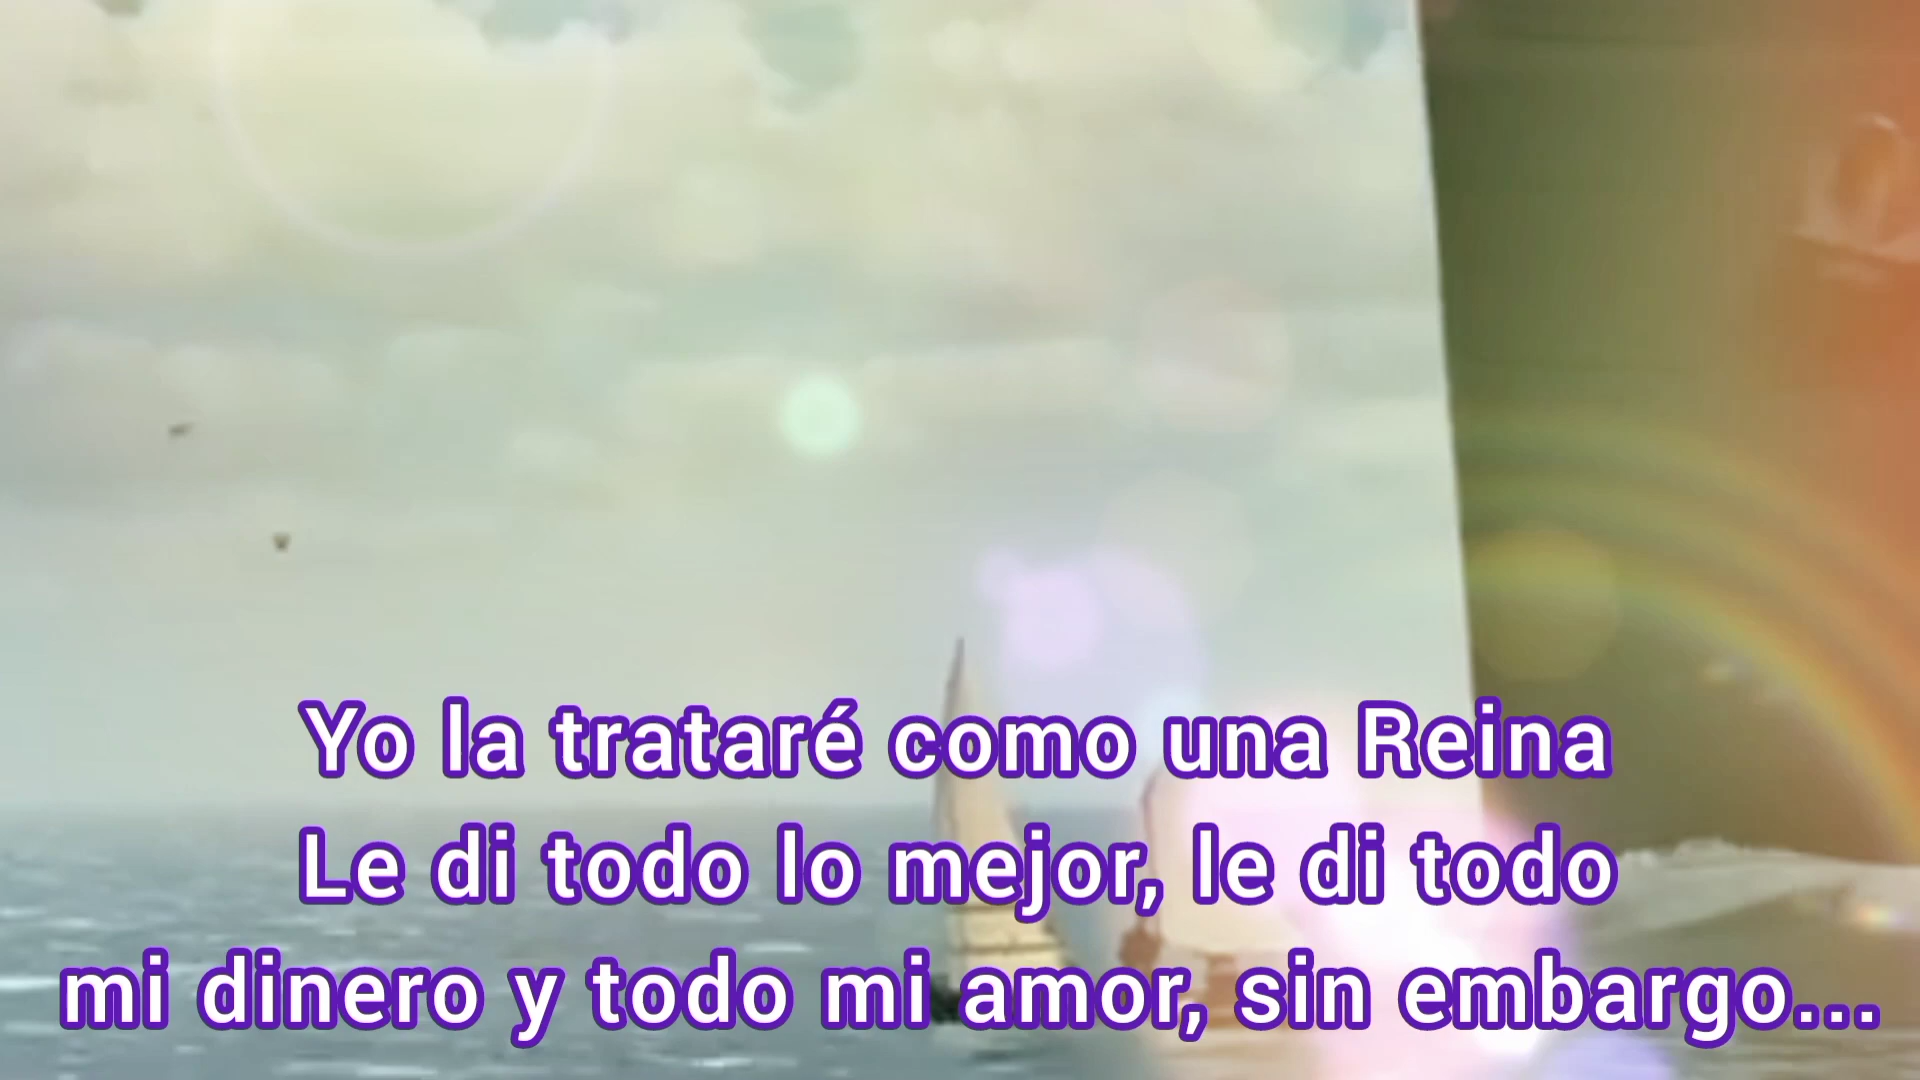 Yo la trataré como una Reina
Le di todo lo mejor, le di todo
mi dinero y todo mi amor, sin embargo...